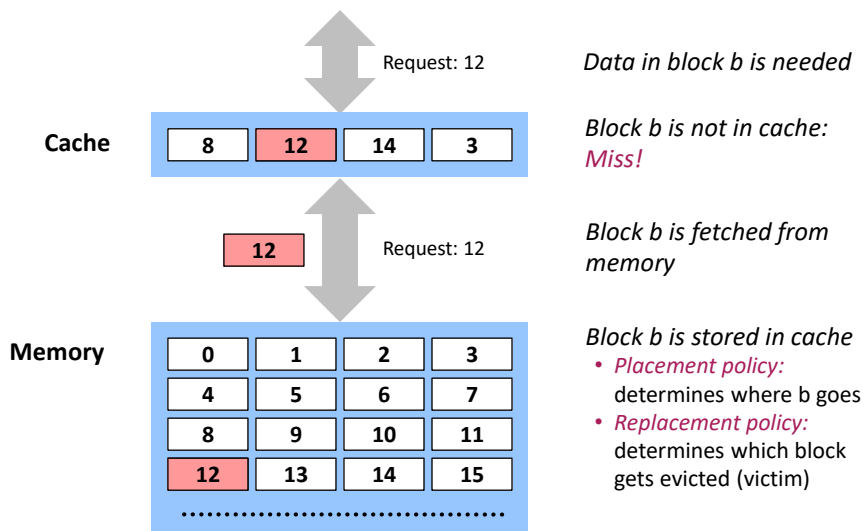 Request: 12
Data in block b is needed
Cache
8 12 14 3
Block b is not in cache:
Miss!
12
Request: 12
Block b is fetched from
memory
Memory
0 1 2 3
4 5 6 7
8 9 10 11
12 13 14 15
Block b is stored in cache
• Placement policy:
determines where b goes
• Replacement policy:
determines which block
gets evicted (victim)